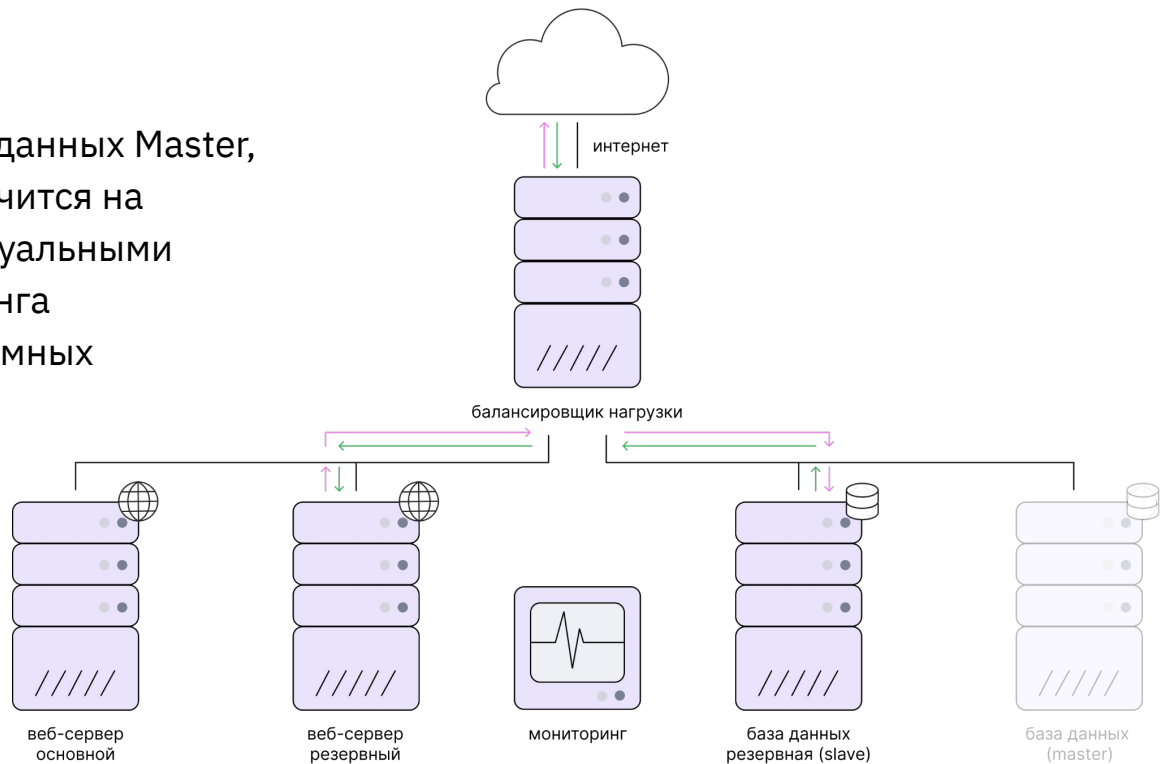 данных Master,
чится на
уальными
нга
мных
интернет
балансировщик нагрузки
веб-сервер
основной
веб-сервер
резервный
мониторинг
база данных
резервная (slave)
база данных
(master)